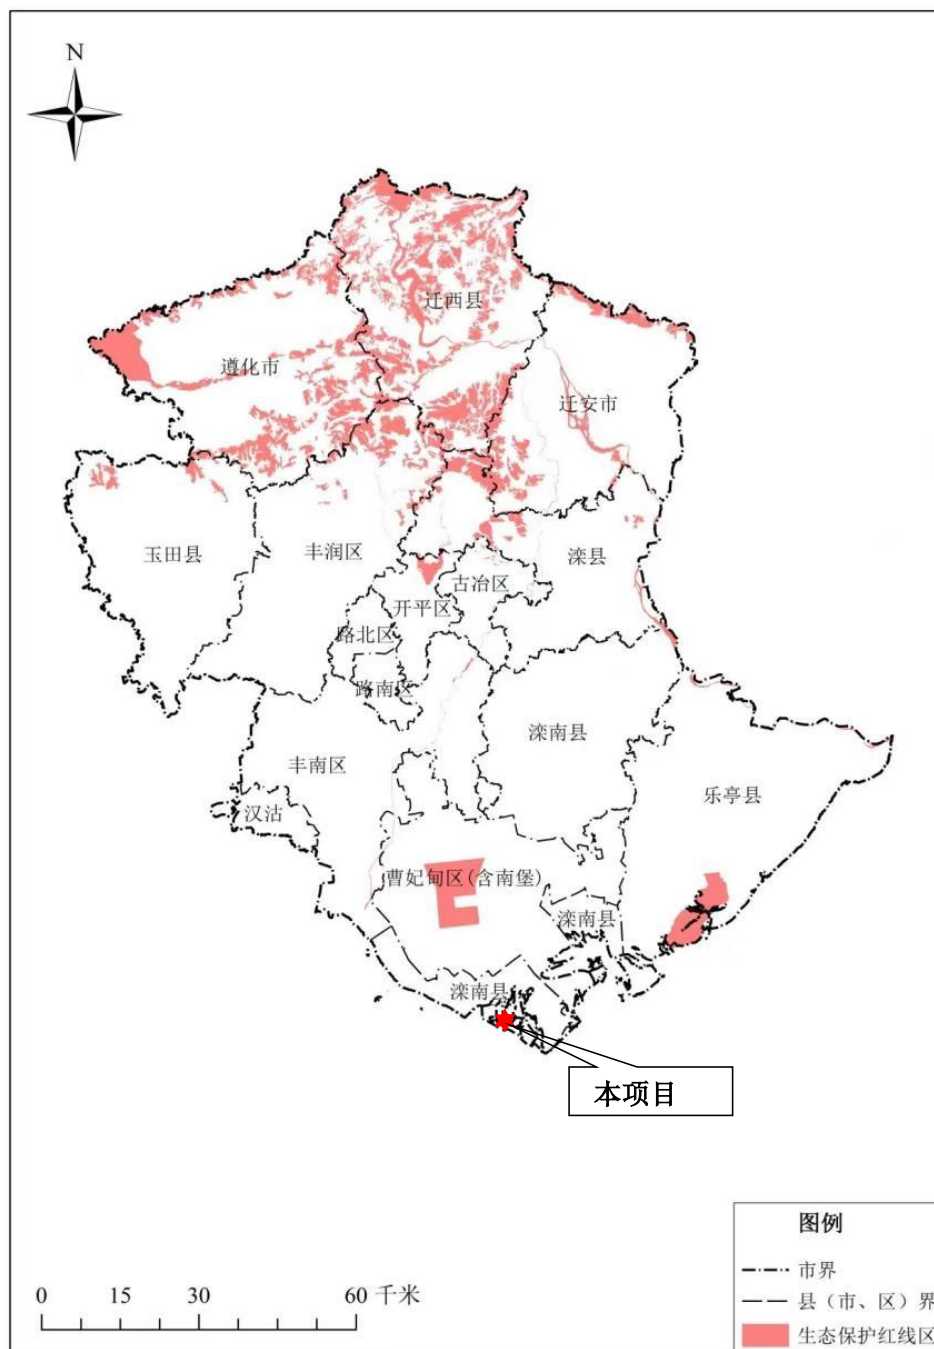 N
迁西县
遵化市
迁安市
玉田县
丰润区
滦县
古冶区
开平区
路北区
路南区
滦南县
丰南区
乐亭县
汉沽
曹妃甸区(含南堡)
滦南县
滦南县
本项目
图例
市界
县（市、区）界
生态保护红线区
0 15 30 60 千米